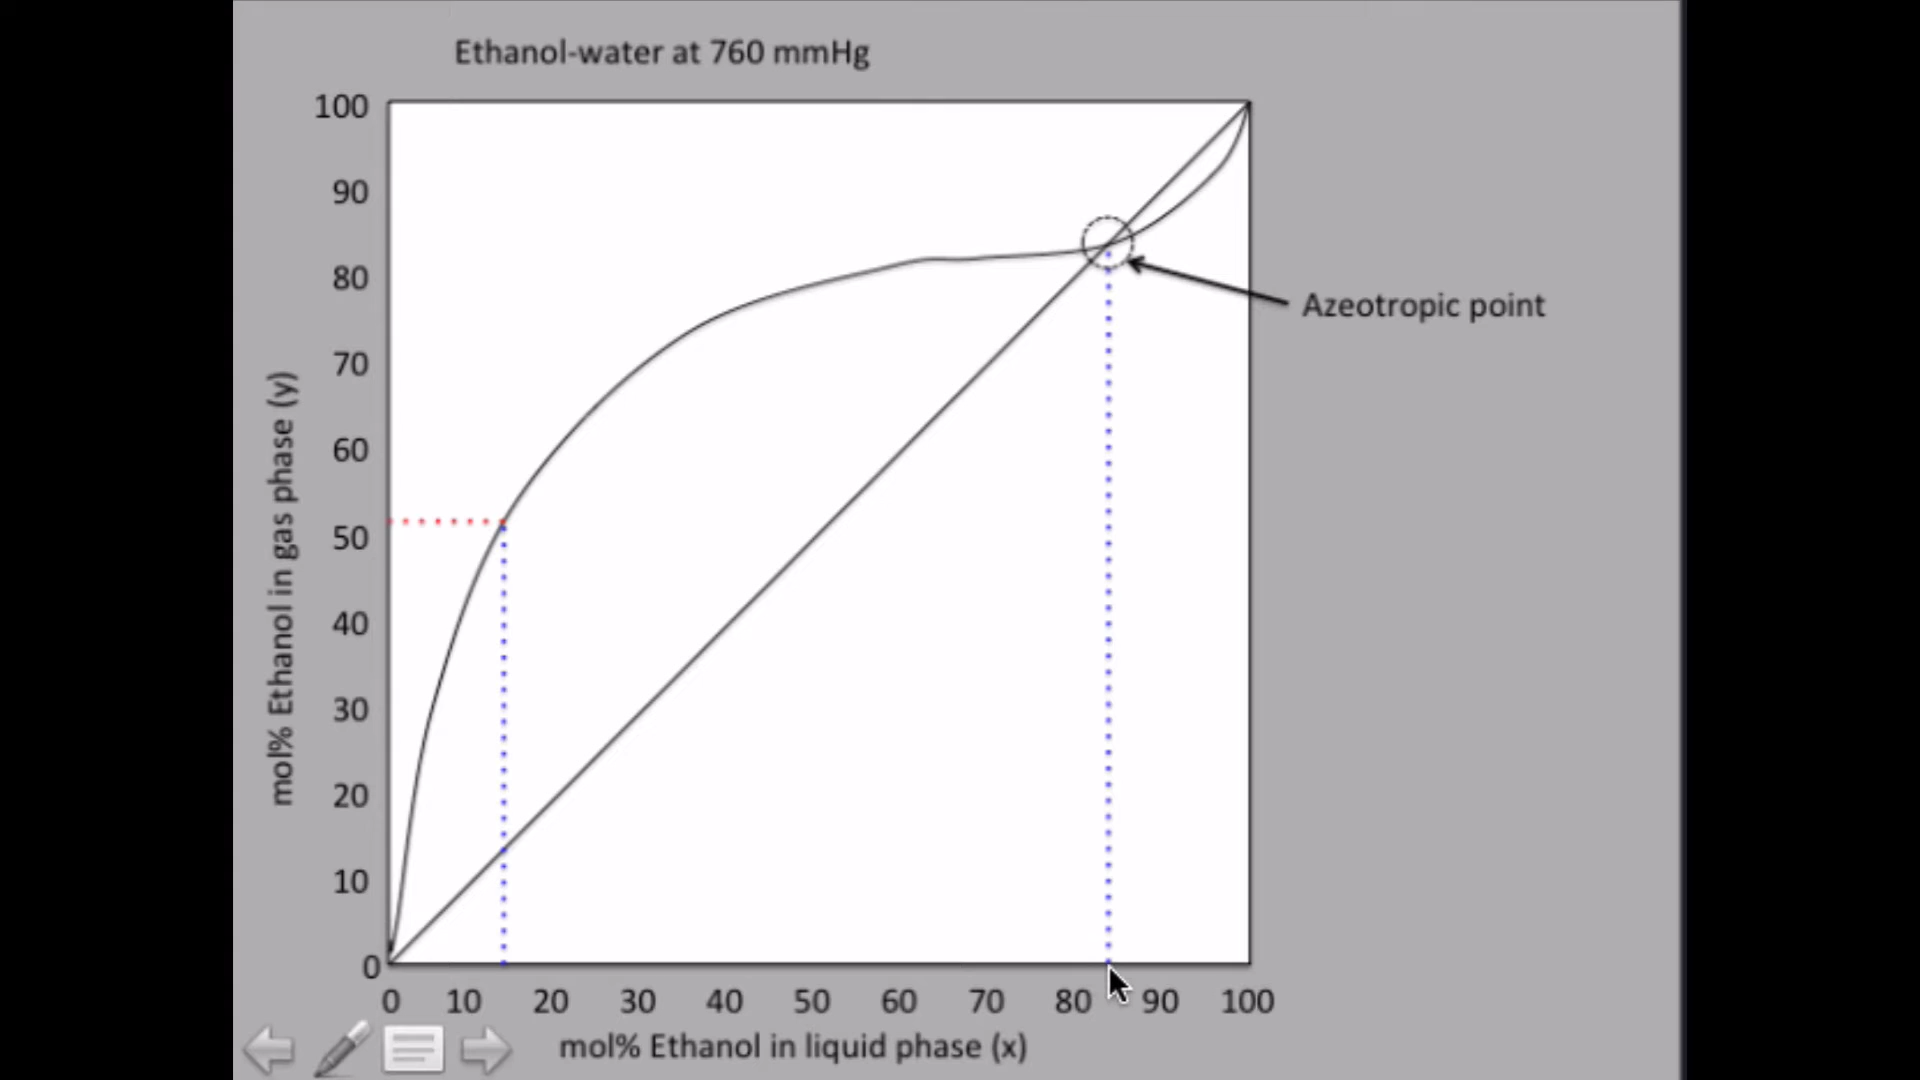 Ethanol-water at 760 mmHg
100
90
80
70
60
50
40
30
20
10
0
mol% Ethanol in gas phase (y)
Azeotropic point
0 10 20 30 40 50 60 70 80 90 100
mol% Ethanol in liquid phase (x)